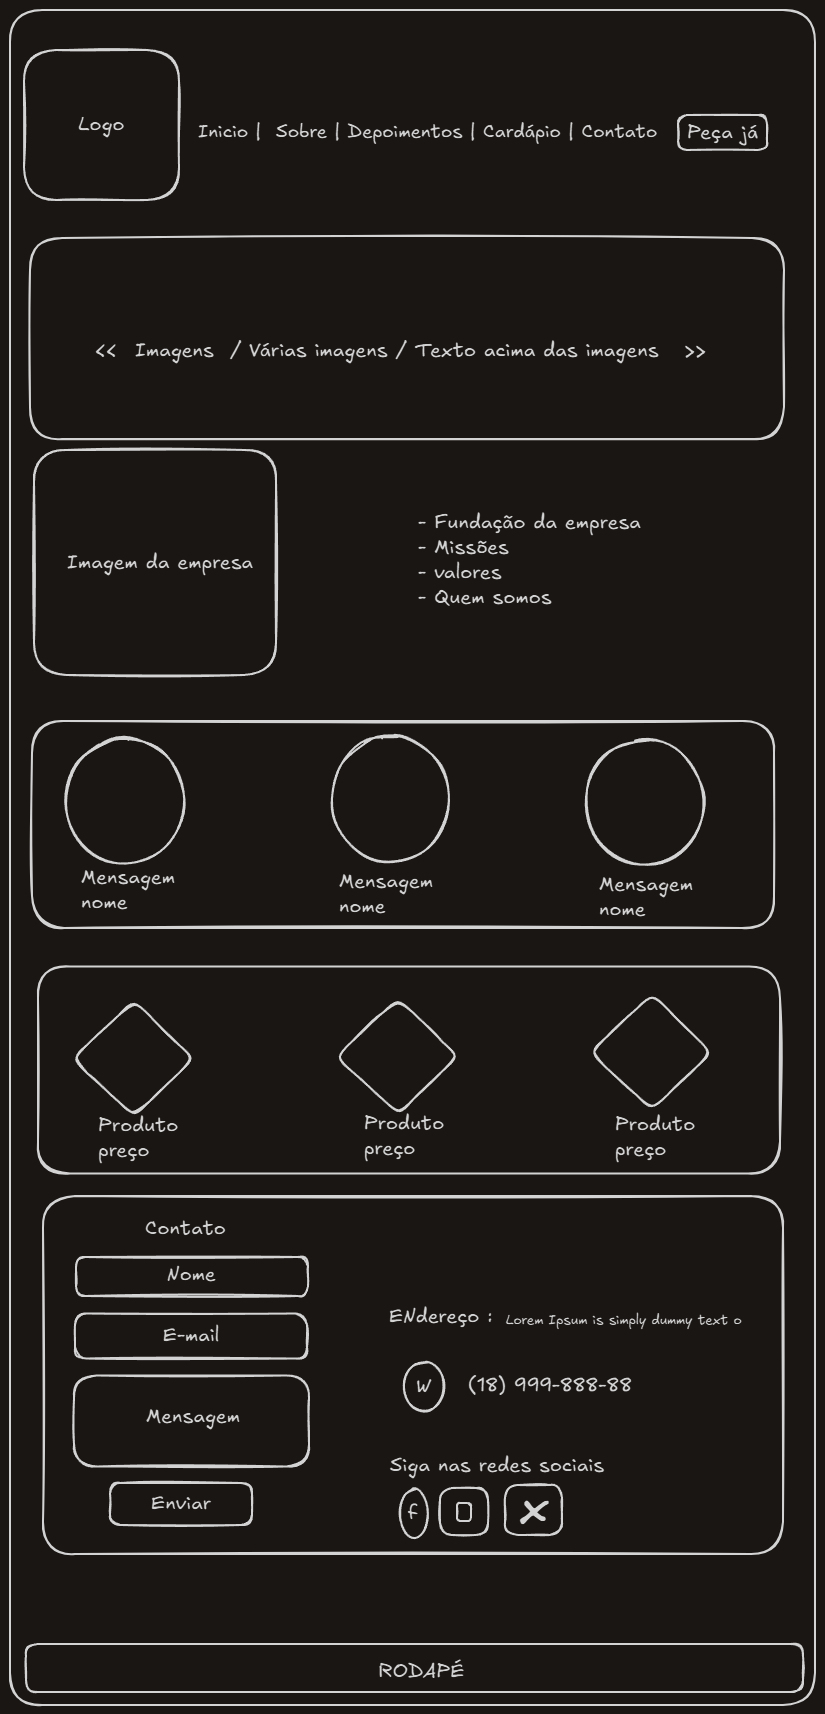 Logo
Inicio | Sobre | Depoimentos | Cardápio | Contato
Peça já
<< Imagens / Várias imagens / Texto acima das imagens >>
Imagem da empresa
- Fundação da empresa
- Missões
- valores
- Quem somos
Mensagem
nome
Mensagem
nome
Mensagem
nome
Produto
preço
Produto
preço
Produto
preço
Contato
Nome
E-mail
Mensagem
Enviar
ENdereço : Lorem Ipsum is simply dummy text o
W (18) 999-888-88
Siga nas redes sociais
f
RODAPÉ